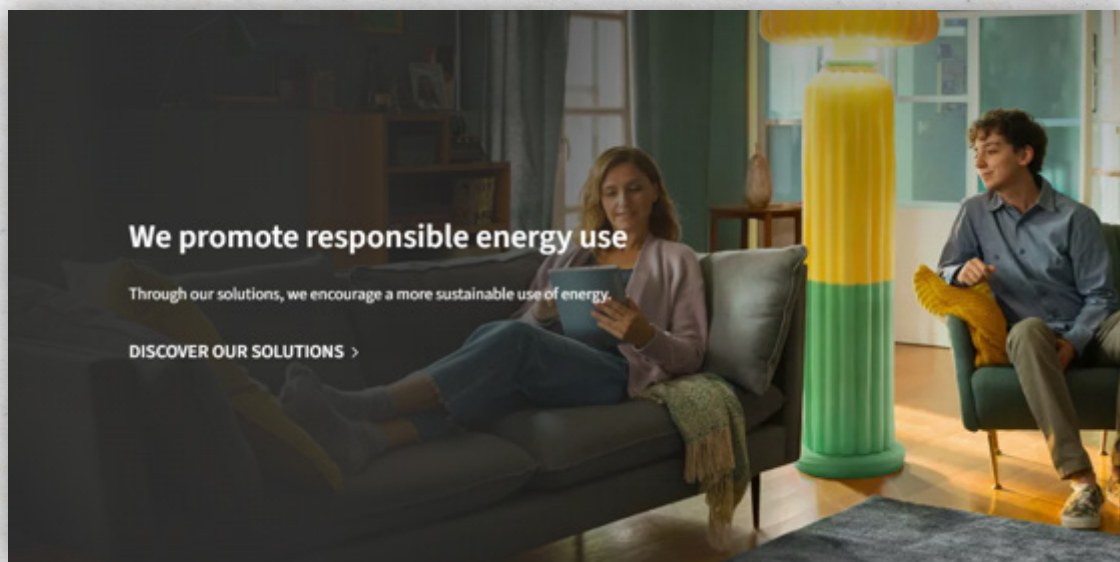 We promote responsible energy use
Through our solutions, we encourage a more sustainable use of energy.
DISCOVER OUR SOLUTIONS >